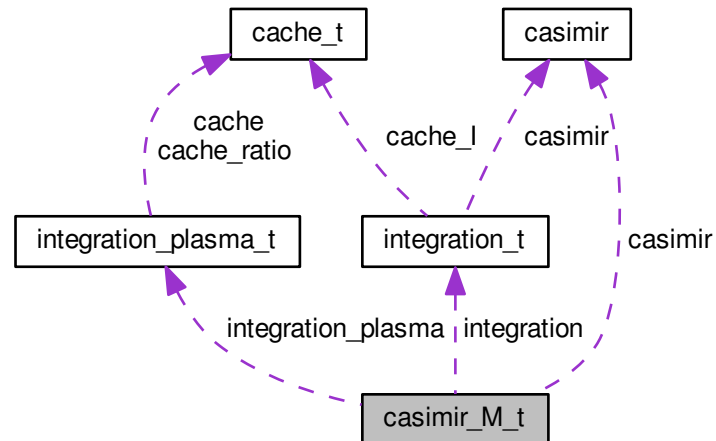 cache_t
casimir
cache
cache_ratio
cache_I
casimir
integration_plasma_t
integration_t
casimir
integration_plasma
integration
casimir_M_t